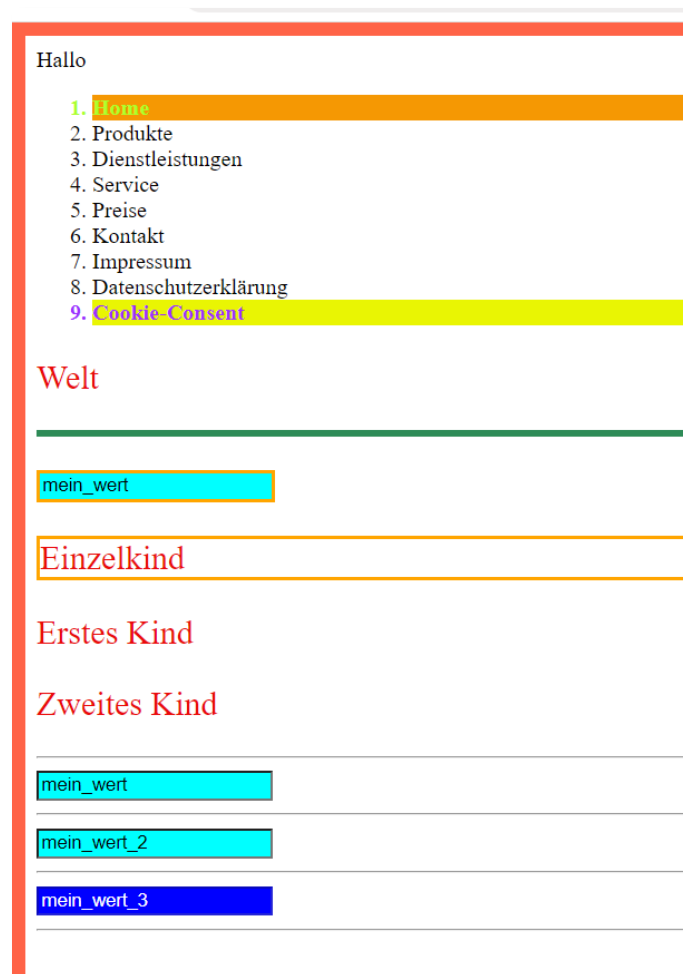 Hallo
1. Home
2. Produkte
3. Dienstleistungen
4. Service
5. Preise
6. Kontakt
7. Impressum
8. Datenschutzerklärung
9. Cookie-Consent
Welt
mein_wert
Einzelkind
Erstes Kind
Zweites Kind
mein_wert
mein_wert_2
mein_wert_3